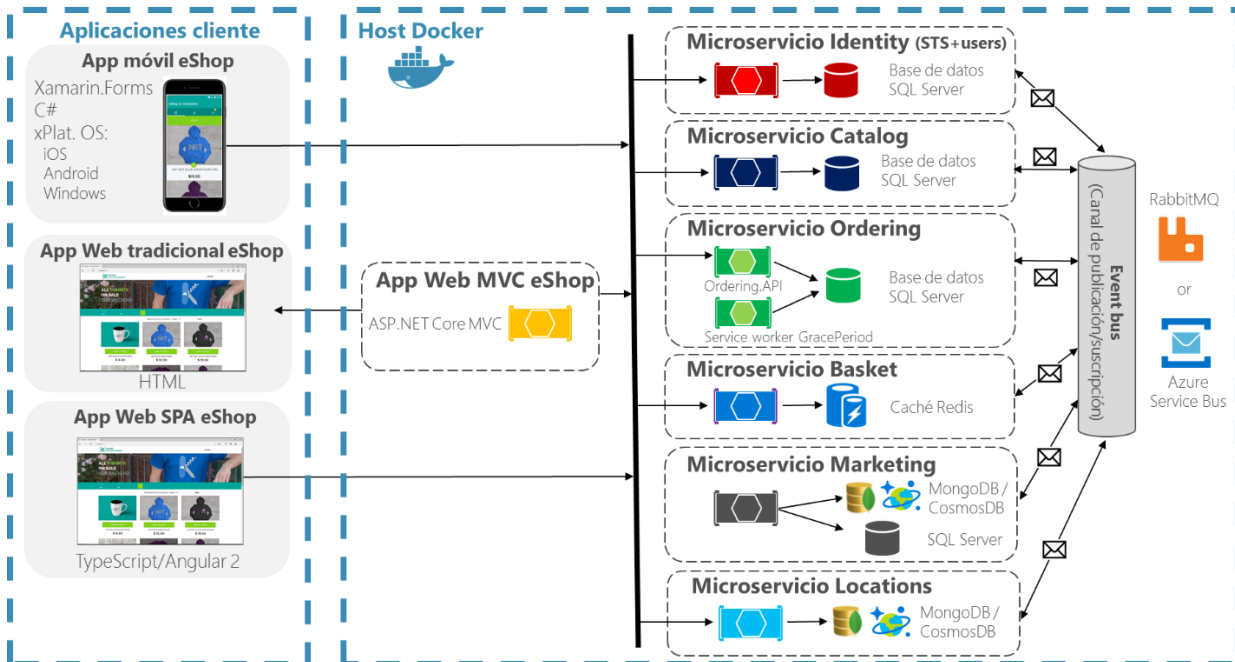 Aplicaciones cliente
App móvil eShop
Xamarin.Forms
C#
xPlat. OS:
iOS
Android
Windows
App Web tradicional eShop
HTML
App Web SPA eShop
TypeScript/Angular 2
Host Docker
App Web MVC eShop
ASP.NET Core MVC
Microservicio Identity (STS+users)
Base de datos
SQL Server
Microservicio Catalog
Base de datos
SQL Server
Microservicio Ordering
Ordering.API
Base de datos
SQL Server
Service worker GracePeriod
Microservicio Basket
Caché Redis
Microservicio Marketing
MongoDB /
CosmosDB
SQL Server
Microservicio Locations
MongoDB /
CosmosDB
Event bus
(Canal de publicación/suscripción)
RabbitMQ
or
Azure
Service Bus